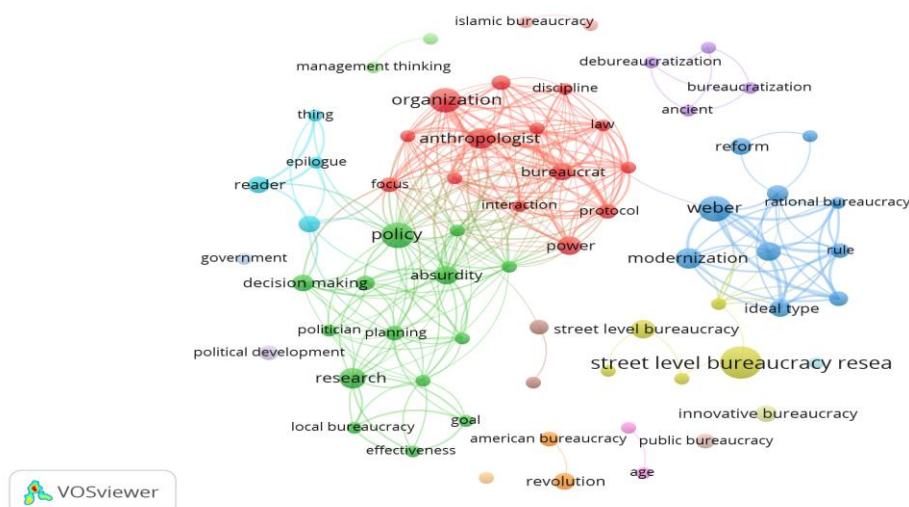 islamic bureaucracy
management thinking
debureaucratization
bureaucratization
ancient
organization
discipline
thing
anthropologist
law
reform
epilogue
bureaucrat
reader
focus
rational bureaucracy
interaction
protocol
weber
policy
power
rule
government
modernization
decision making
absurdity
ideal type
politician
planning
street level bureaucracy
political development
street level bureaucracy resea
research
innovative bureaucracy
local bureaucracy
goal
american bureaucracy
public bureaucracy
effectiveness
age
revolution
VOSviewer